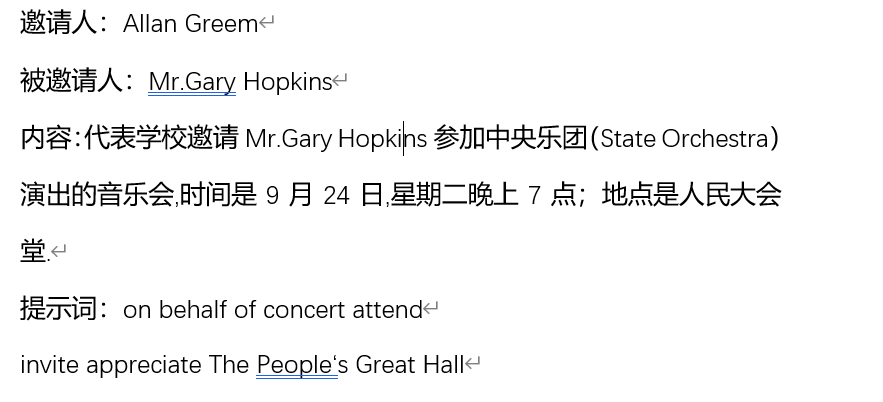 邀请人：Allan Greem↵
被邀请人：Mr.Gary Hopkins↵
内容:代表学校邀请 Mr.Gary Hopkins 参加中央乐团(State Orchestra)
演出的音乐会,时间是 9 月 24 日,星期二晚上 7 点；地点是人民大会
堂.↵
提示词：on behalf of concert attend↵
invite appreciate The People‘s Great Hall↵